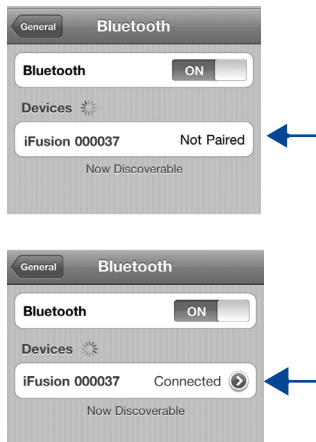 General Bluetooth
Bluetooth ON
Devices
iFusion 000037 Not Paired
Now Discoverable
General Bluetooth
Bluetooth ON
Devices
iFusion 000037 Connected
Now Discoverable